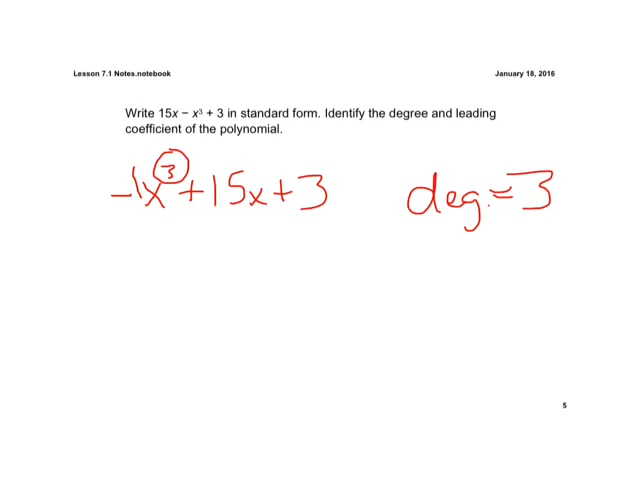 Lesson 7.1 Notes.notebook January 18, 2016
Write 15x − x³ + 3 in standard form. Identify the degree and leading
coefficient of the polynomial.
-1x³ + 15x + 3 deg. = 3
5